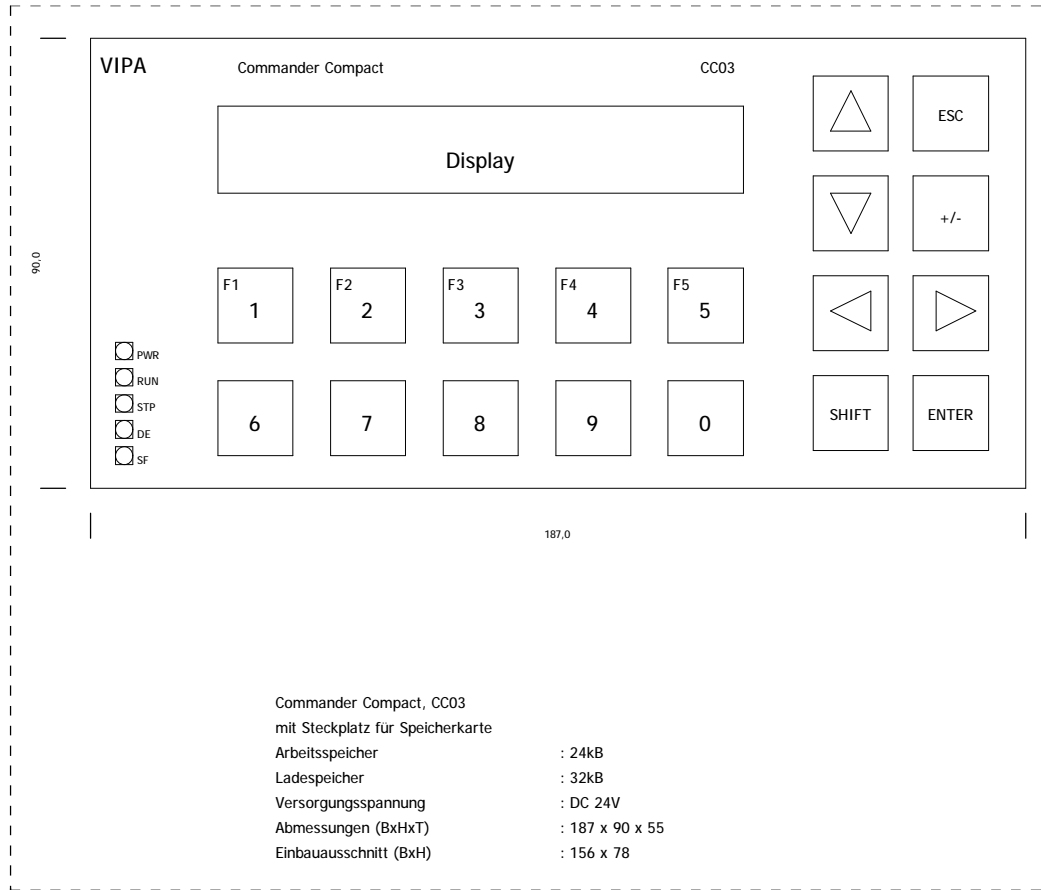 VIPA Commander Compact CC03
ESC
Display
+/-
90,0
F1 F2 F3 F4 F5
1 2 3 4 5
PWR
RUN
STP
DE
SF
6 7 8 9 0
SHIFT ENTER
187,0
Commander Compact, CC03
mit Steckplatz für Speicherkarte
Arbeitsspeicher : 24kB
Ladespeicher : 32kB
Versorgungsspannung : DC 24V
Abmessungen (BxHxT) : 187 x 90 x 55
Einbauausschnitt (BxH) : 156 x 78